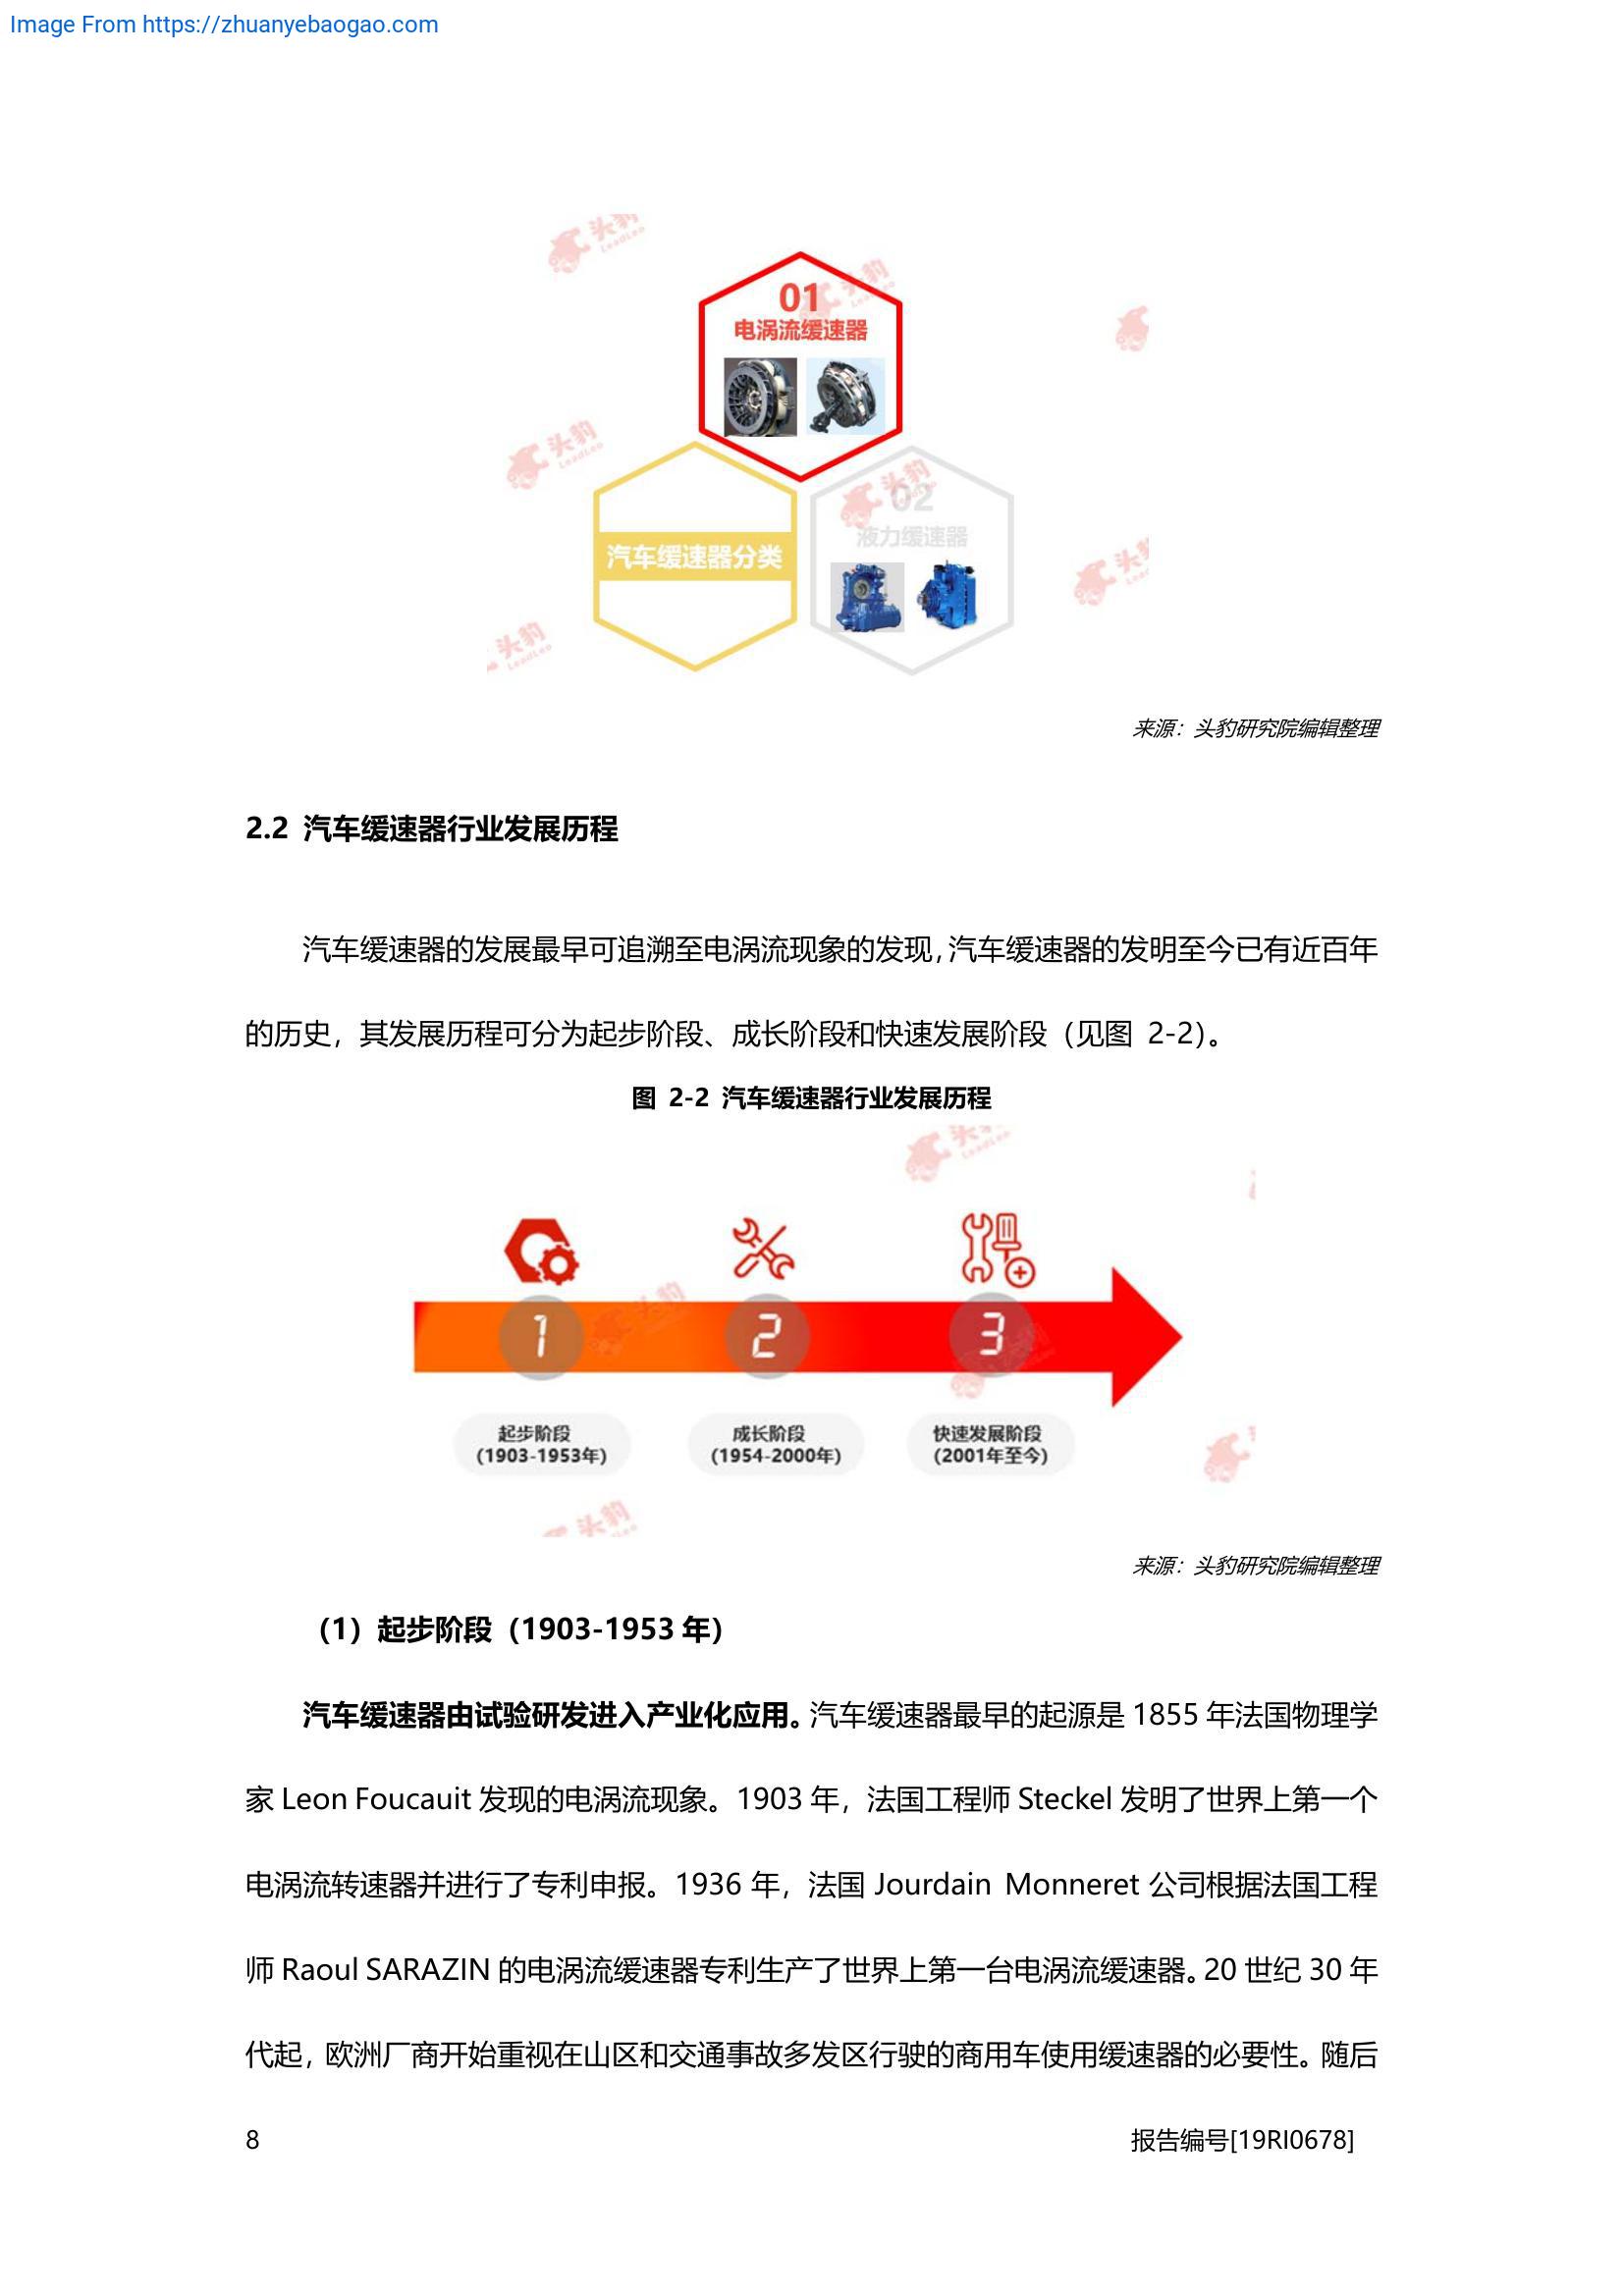 Image From https://zhuanyebaogao.com
01
电涡流缓速器
02
液力缓速器
汽车缓速器分类
来源：头豹研究院编辑整理
2.2 汽车缓速器行业发展历程
汽车缓速器的发展最早可追溯至电涡流现象的发现，汽车缓速器的发明至今已有近百年
的历史，其发展历程可分为起步阶段、成长阶段和快速发展阶段（见图 2-2）。
图 2-2 汽车缓速器行业发展历程
1
2
3
起步阶段
(1903-1953年)
成长阶段
(1954-2000年)
快速发展阶段
(2001年至今)
来源：头豹研究院编辑整理
（1）起步阶段（1903-1953 年）
汽车缓速器由试验研发进入产业化应用。汽车缓速器最早的起源是 1855 年法国物理学
家 Leon Foucauit 发现的电涡流现象。1903 年，法国工程师 Steckel 发明了世界上第一个
电涡流转速器并进行了专利申报。1936 年，法国 Jourdain Monneret 公司根据法国工程
师 Raoul SARAZIN 的电涡流缓速器专利生产了世界上第一台电涡流缓速器。20 世纪 30 年
代起，欧洲厂商开始重视在山区和交通事故多发区行驶的商用车使用缓速器的必要性。随后
8
报告编号[19RI0678]
头豹
LeadLeo